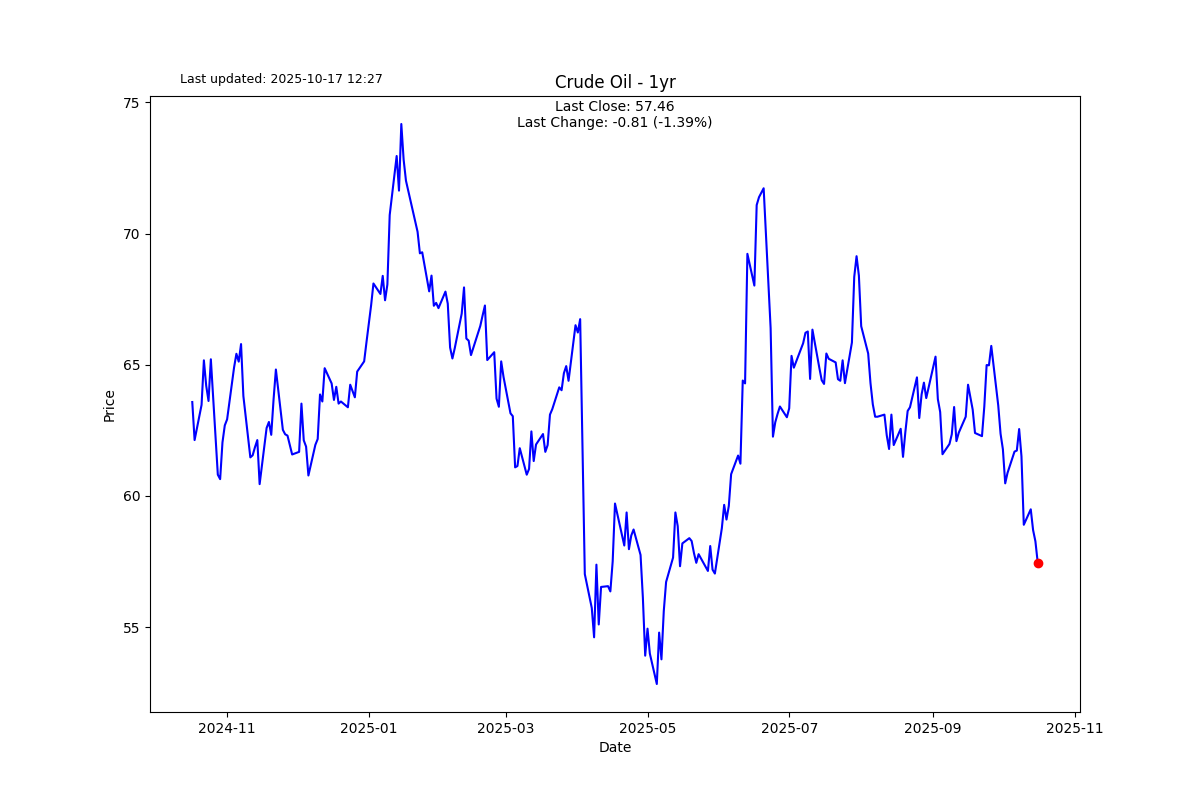 Last updated: 2025-10-17 12:27
Crude Oil - 1yr
Last Close: 57.46
Last Change: -0.81 (-1.39%)
75
70
65
60
55
Price
2024-11
2025-01
2025-03
2025-05
2025-07
2025-09
2025-11
Date